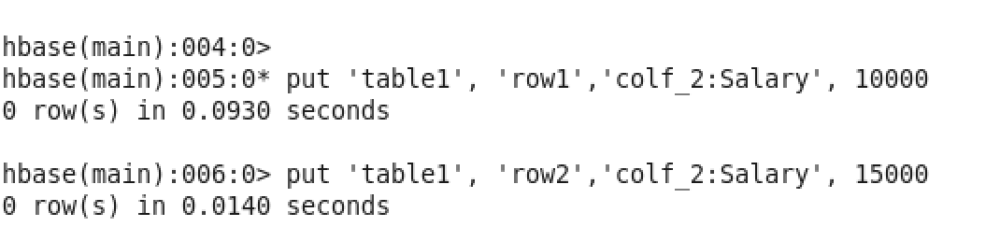 hbase(main):004:0>
hbase(main):005:0* put 'table1', 'row1','colf_2:Salary', 10000
0 row(s) in 0.0930 seconds
hbase(main):006:0> put 'table1', 'row2','colf_2:Salary', 15000
0 row(s) in 0.0140 seconds